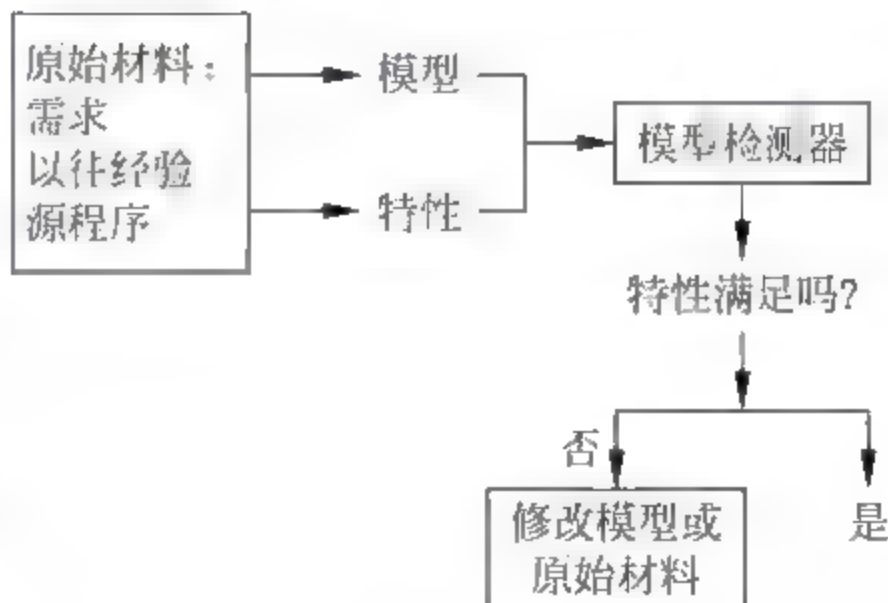 原始材料：
需求
以往经验
源程序
模型
特性
模型检测器
特性满足吗?
否
是
修改模型或
原始材料